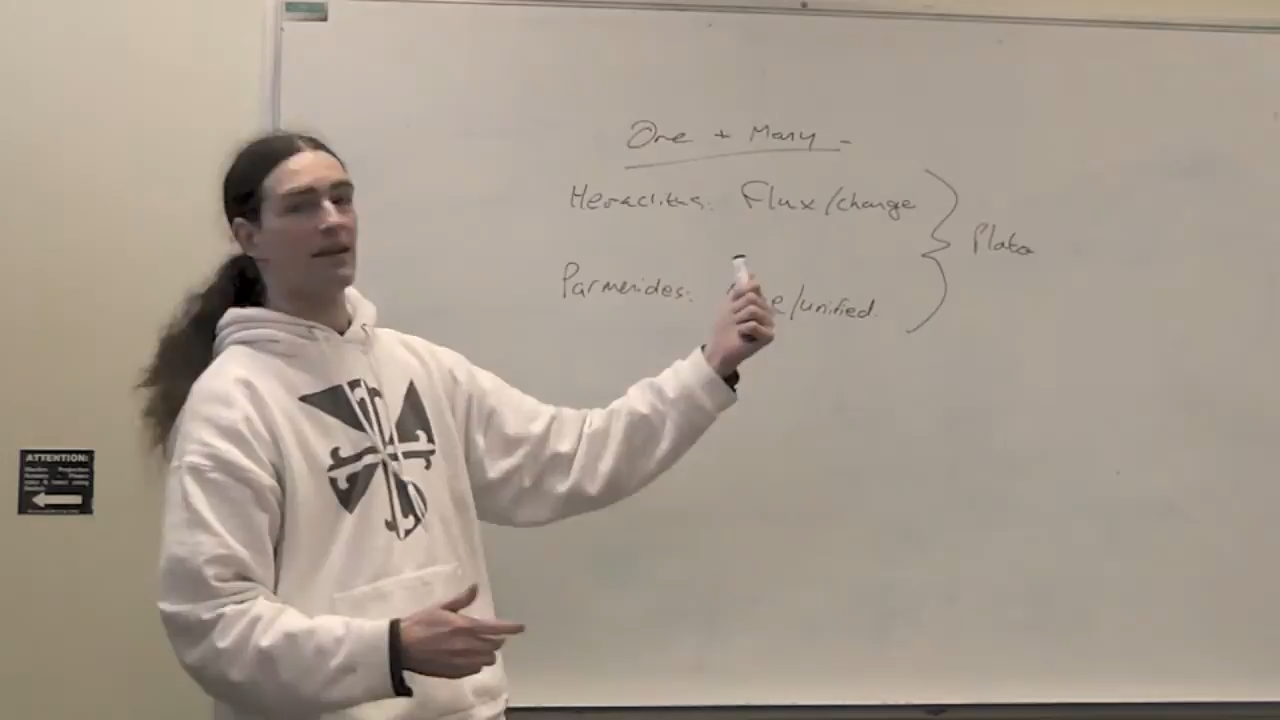 One + Many -
Heraclitus: Flux/change
Plato
Parmenides: e/unified.
ATTENTION: